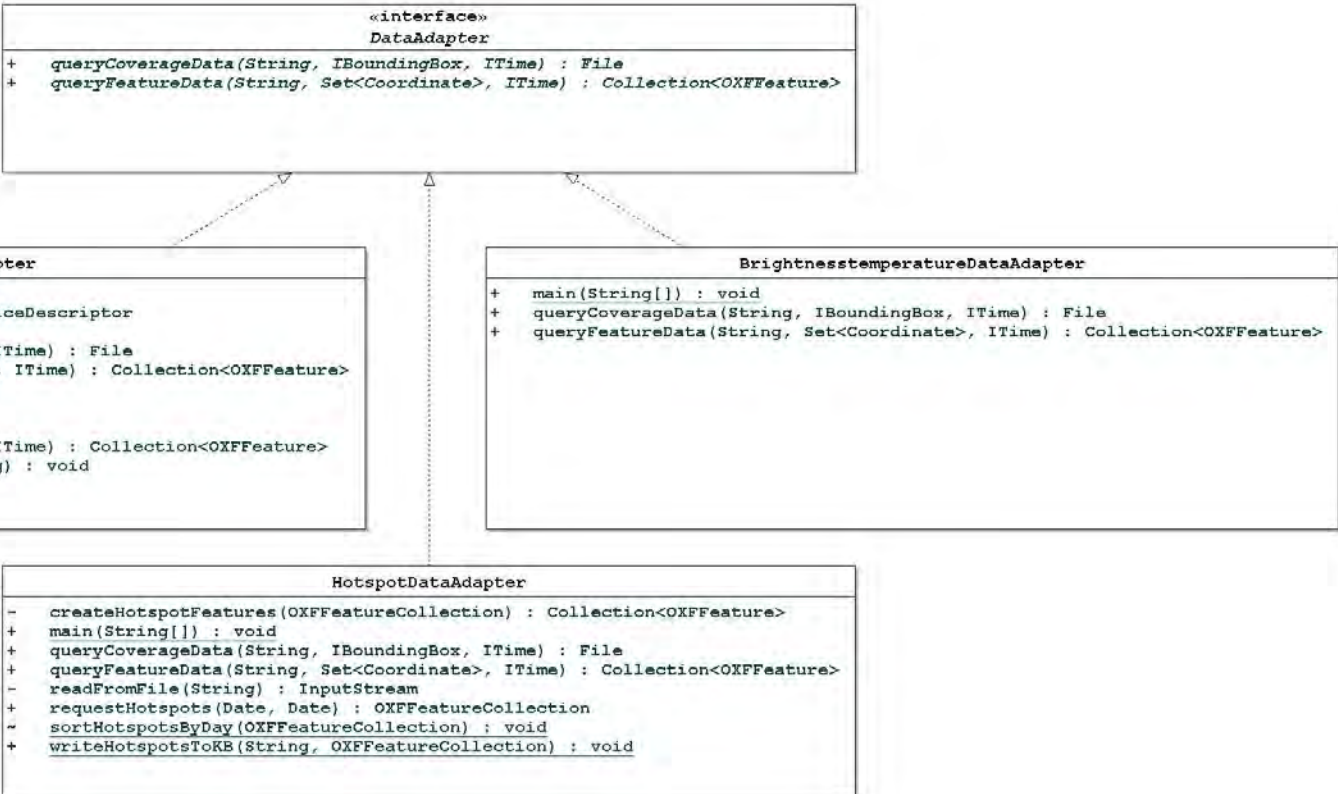 «interface»
DataAdapter
+ queryCoverageData(String, IBoundingBox, ITime) : File
+ queryFeatureData(String, Set<Coordinate>, ITime) : Collection<OXFFeature>
pter
ceDescriptor
Time) : File
ITime) : Collection<OXFFeature>
Time) : Collection<OXFFeature>
) : void
BrightnesstemperatureDataAdapter
+ main(String[]) : void
+ queryCoverageData(String, IBoundingBox, ITime) : File
+ queryFeatureData(String, Set<Coordinate>, ITime) : Collection<OXFFeature>
HotspotDataAdapter
- createHotspotFeatures(OXFFeatureCollection) : Collection<OXFFeature>
+ main(String[]) : void
+ queryCoverageData(String, IBoundingBox, ITime) : File
+ queryFeatureData(String, Set<Coordinate>, ITime) : Collection<OXFFeature>
- readFromFile(String) : InputStream
+ requestHotspots(Date, Date) : OXFFeatureCollection
~ sortHotspotsByDay(OXFFeatureCollection) : void
+ writeHotspotsToKB(String, OXFFeatureCollection) : void